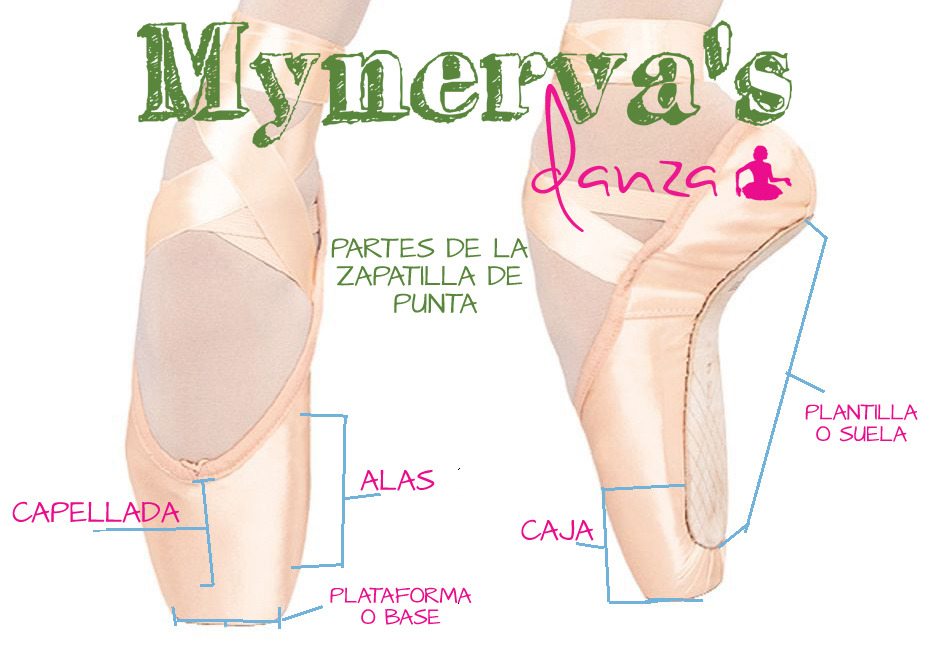 Mynerva's
danza
PARTES DE LA
ZAPATILLA DE
PUNTA
CAPELLADA
ALAS
PLATAFORMA
O BASE
CAJA
PLANTILLA
O SUELA